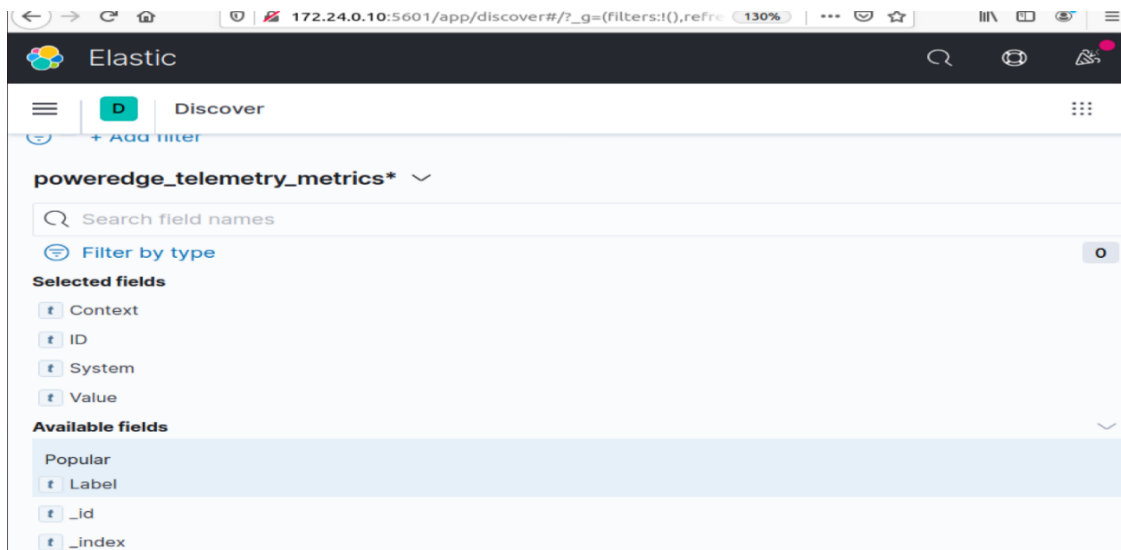 172.24.0.10:5601/app/discover#/?_g=(filters:!(),refre 130%
Elastic
D Discover
+ Add filter
poweredge_telemetry_metrics*
Search field names
Filter by type 0
Selected fields
t Context
t ID
t System
t Value
Available fields
Popular
t Label
t _id
t _index